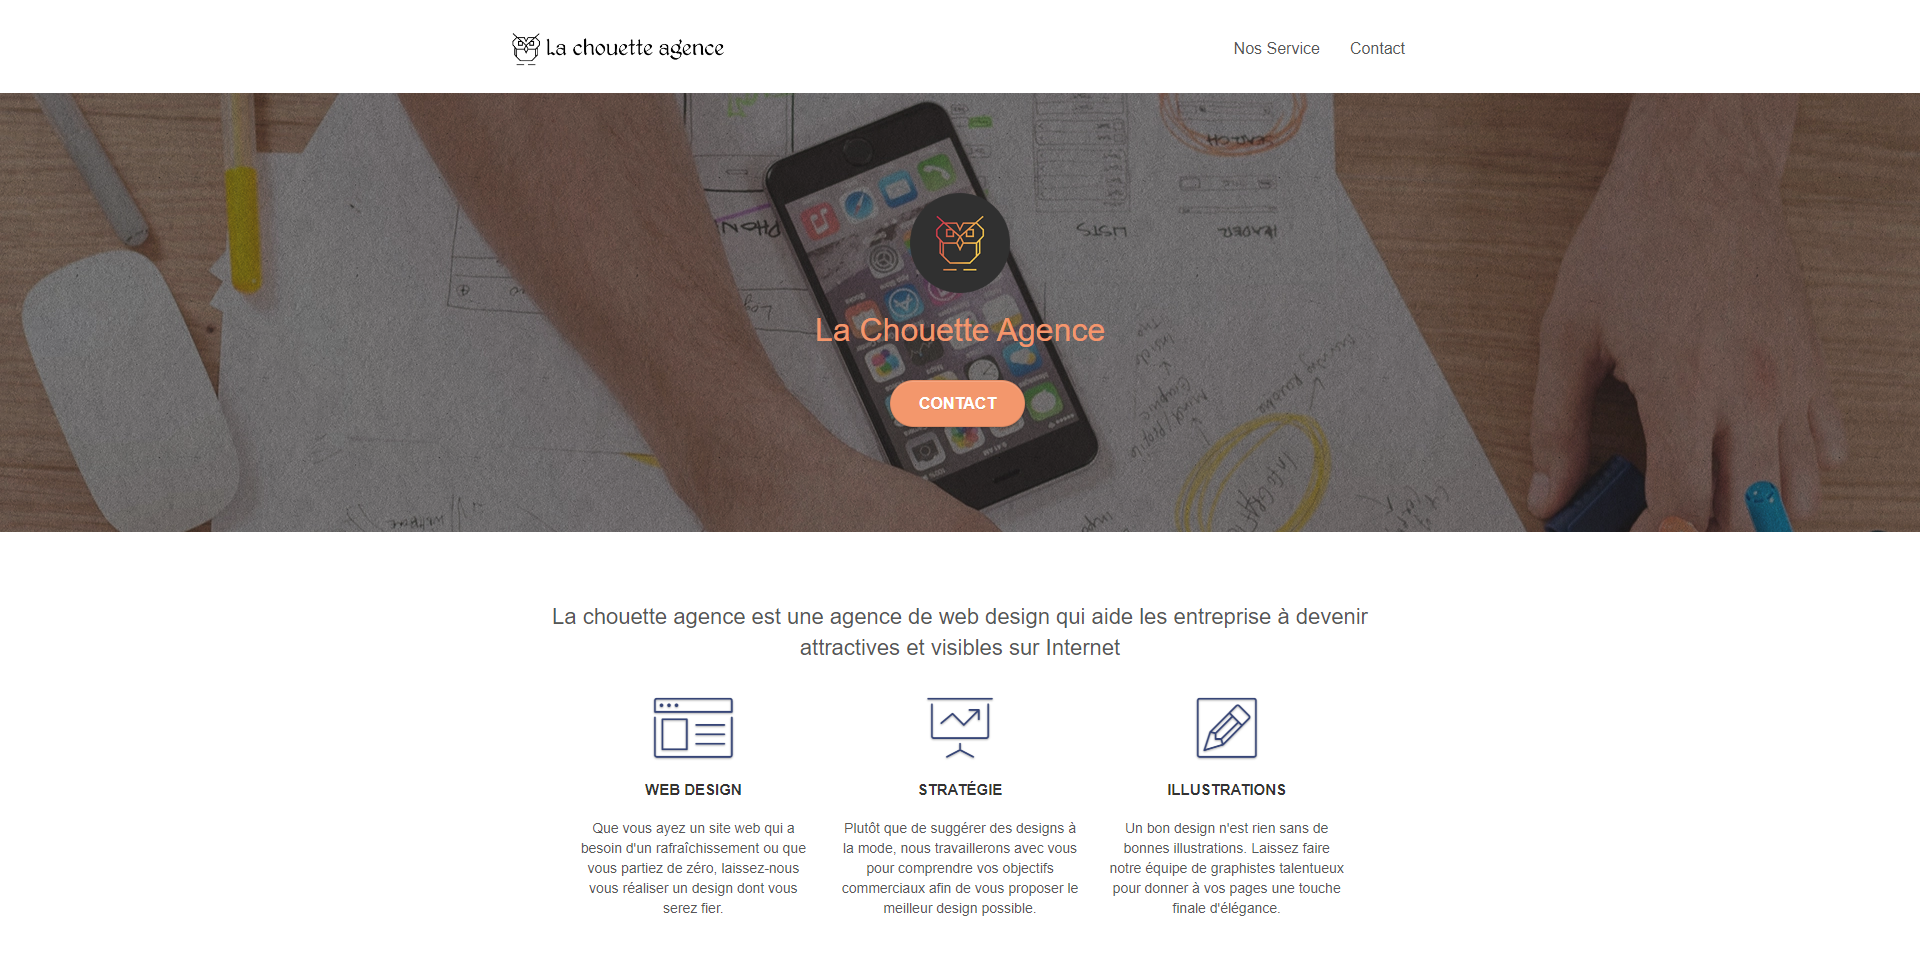 La chouette agence
Nos Service
Contact
SEARCH
PHON
LISTS
HEADER
La Chouette Agence
CONTACT
La chouette agence est une agence de web design qui aide les entreprise à devenir
attractives et visibles sur Internet
WEB DESIGN
STRATÉGIE
ILLUSTRATIONS
Que vous ayez un site web qui a
besoin d'un rafraîchissement ou que
vous partiez de zéro, laissez-nous
vous réaliser un design dont vous
serez fier.
Plutôt que de suggérer des designs à
la mode, nous travaillerons avec vous
pour comprendre vos objectifs
commerciaux afin de vous proposer le
meilleur design possible.
Un bon design n'est rien sans de
bonnes illustrations. Laissez faire
notre équipe de graphistes talentueux
pour donner à vos pages une touche
finale d'élégance.